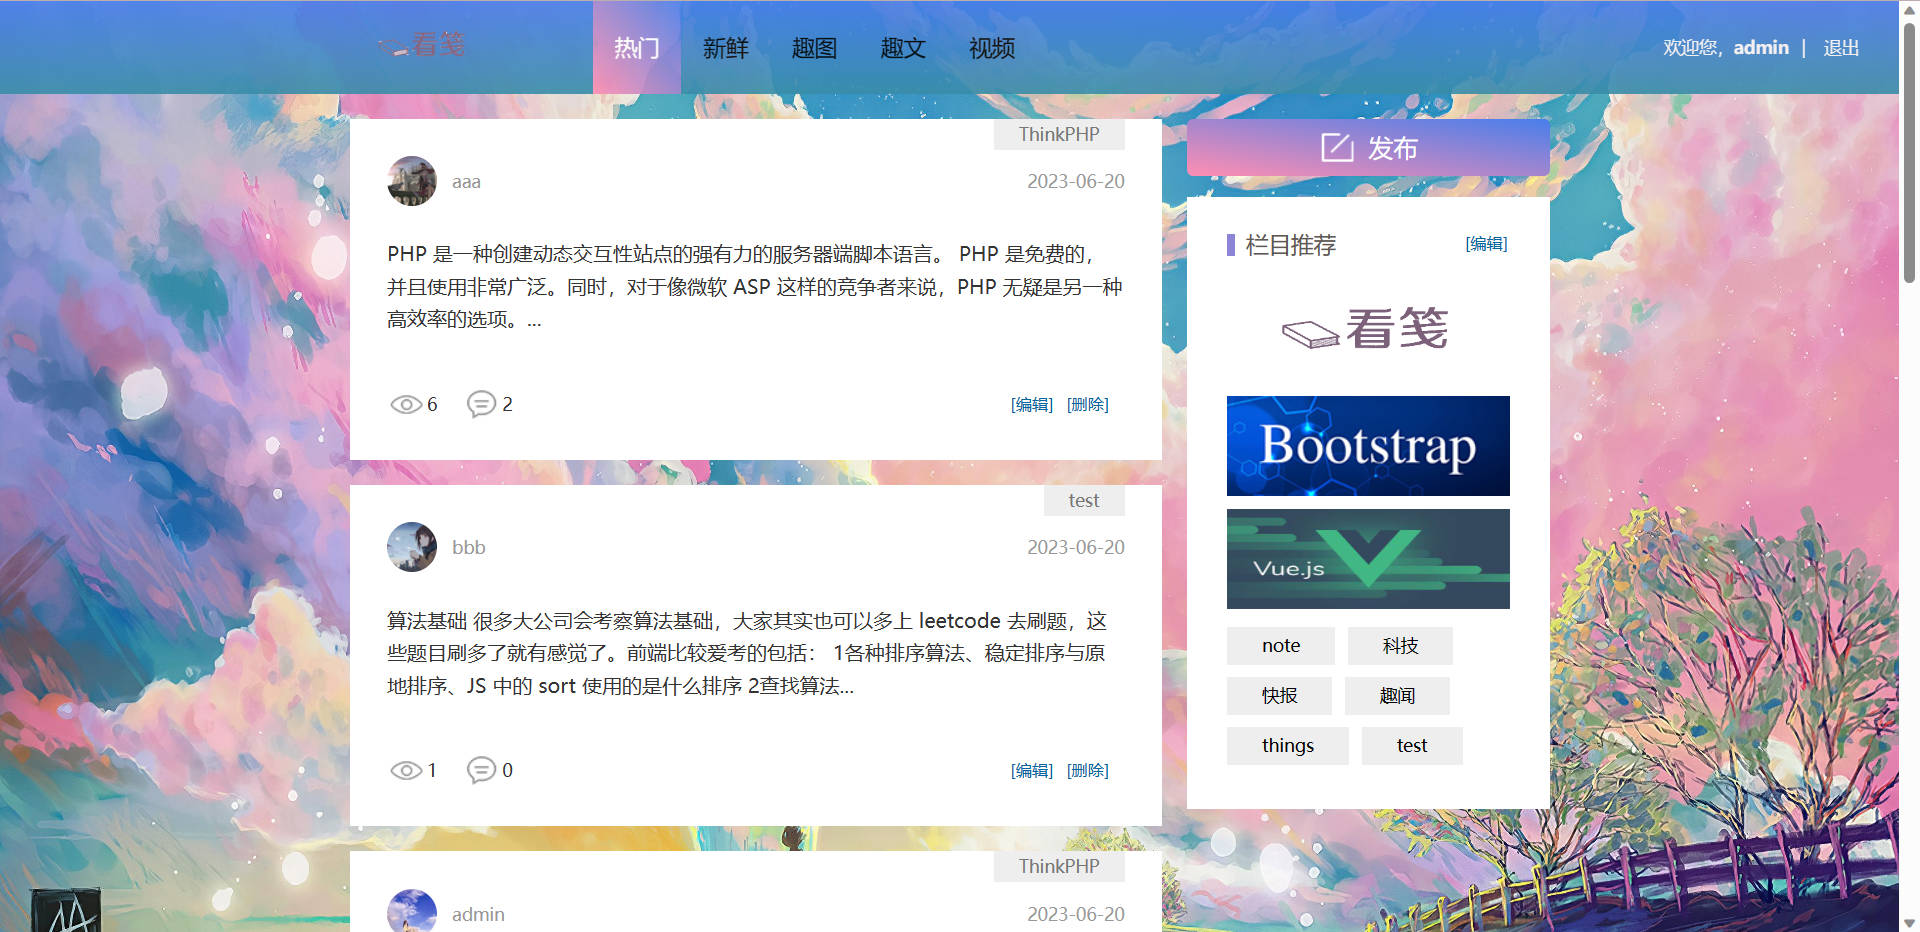 看笺
热门 新鲜 趣图 趣文 视频
欢迎您，admin | 退出
ThinkPHP
aaa
2023-06-20
PHP 是一种创建动态交互性站点的强有力的服务器端脚本语言。 PHP 是免费的，
并且使用非常广泛。同时，对于像微软 ASP 这样的竞争者来说，PHP 无疑是另一种
高效率的选项。...
6 2
[编辑] [删除]
test
bbb
2023-06-20
算法基础 很多大公司会考察算法基础，大家其实也可以多上 leetcode 去刷题，这
些题目刷多了就有感觉了。前端比较爱考的包括： 1各种排序算法、稳定排序与原
地排序、JS 中的 sort 使用的是什么排序 2查找算法...
1 0
[编辑] [删除]
ThinkPHP
admin
2023-06-20
发布
栏目推荐
[编辑]
看笺
Bootstrap
Vue.js
note 科技
快报 趣闻
things test